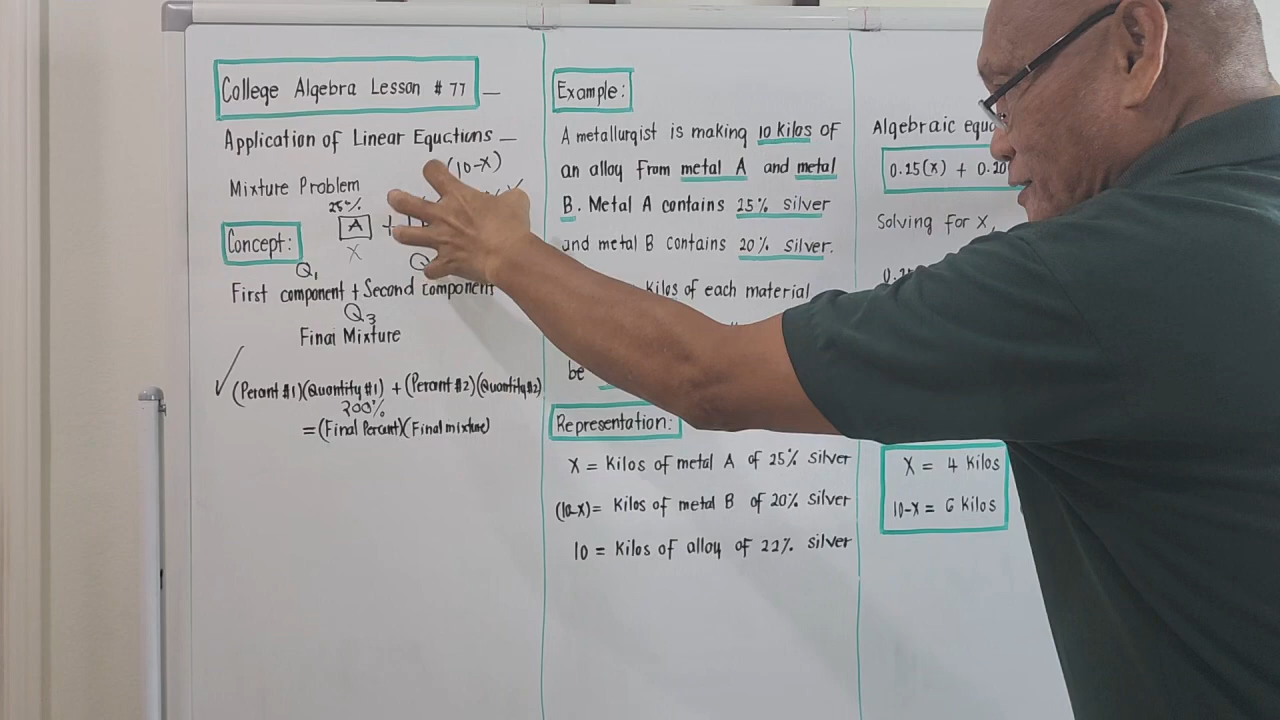 College Algebra Lesson # 77
Application of Linear Equctions
(10-X)
Mixture Problem
25%
A +
Concept:
X
Q₁
Q
First component + Second component
Q₃
Final Mixture
✓ (Percent #1)(Quantity #1) + (Percent #2)(Quantity #2)
= (Final Percent)(Final mixture)
Example:
A metallurgist is making 10 kilos of
an alloy from metal A and metal
B. Metal A contains 25% silver
and metal B contains 20% silver.
kilos of each material
be
Representation:
X = Kilos of metal A of 25% Silver
(10-X) = Kilos of metal B of 20% Silver
10 = Kilos of alloy of 22% silver
Algebraic equa
0.25(X) + 0.20
Solving for X,
X = 4 Kilos
10-X = 6 Kilos